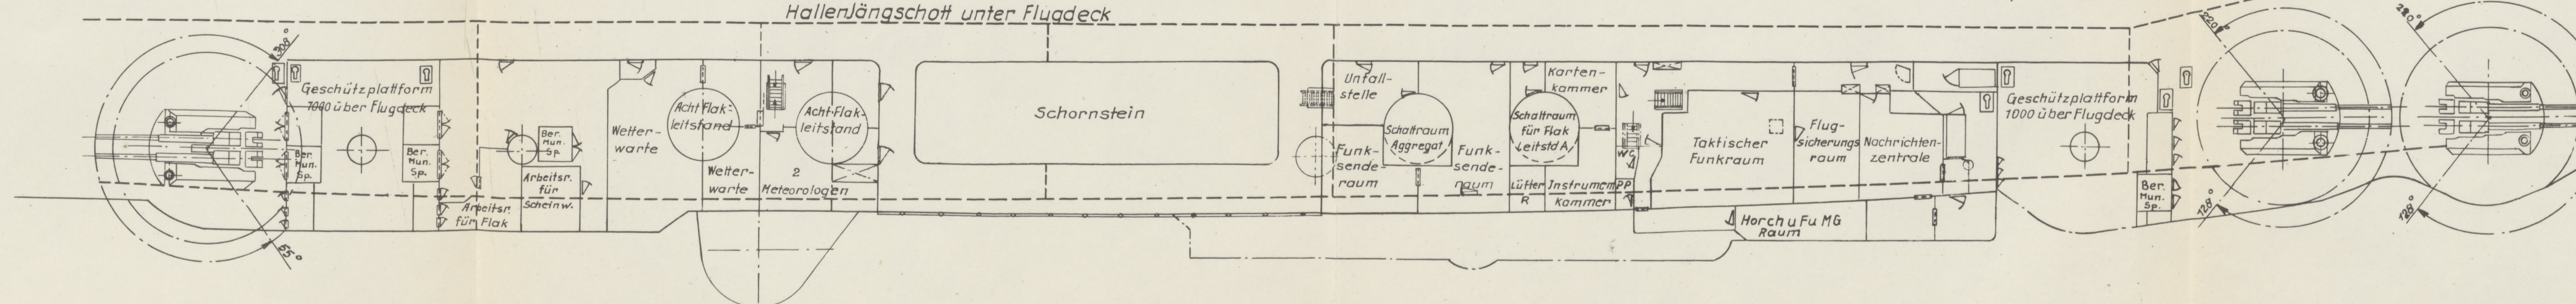 Hallenlängschott unter Flugdeck
308°
Geschützplattform
1000 über Flugdeck
Ber.
Mun.
Sp.
Ber.
Mun.
Sp.
55°
Arbeitsr.
für Flak
Ber.
Mun.
Sp
Arbeitsr.
für
Scheinw.
Wetter-
warte
Acht Flak-
leitstand
Wetter-
warte
Acht. Flak-
leitstand
2
Meteorologen
Schornstein
Unfall-
stelle
Funk-
sende-
raum
Schaltraum
Aggregat
Funk-
sende-
raum
Karten-
kammer
Schaltraum
für Flak
Leitstd A
Lüfter
R
Instrumen
kammer
WC
PP
Taktischer
Funkraum
Flug-
sicherungs
raum
Nachrichten-
zentrale
Horch u Fu MG
Raum
Geschützplattform
1000 über Flugdeck
Ber.
Mun.
Sp.
220°
128°
220°
128°